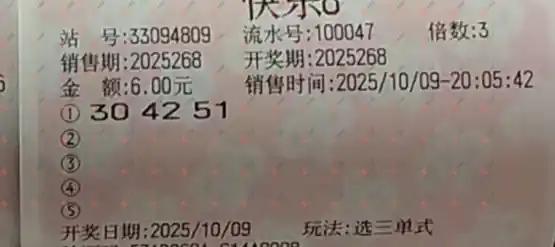 快乐8
站 号:33094809 流水号:100047 倍数:3
销售期:2025268 开奖期:2025268
金 额:6.00元 销售时间:2025/10/09-20:05:42
① 30 42 51
②
③
④
⑤
开奖日期:2025/10/09 玩法:选三单式